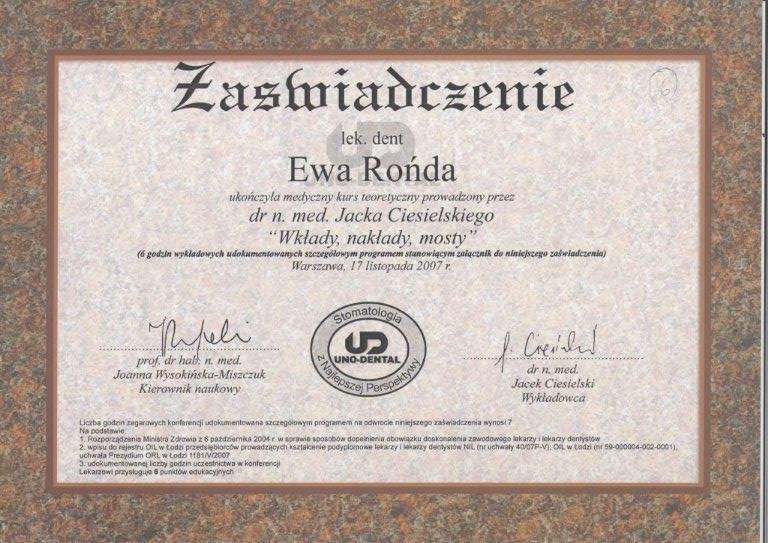 Zaświadczenie
6
lek. dent
Ewa Rońda
UNO-DENTAL
ukończyła medyczny kurs teoretyczny prowadzony przez
dr n. med. Jacka Ciesielskiego
“Wkłady, nakłady, mosty”
(6 godzin wykładowych udokumentowanych szczegółowym programem stanowiącym załącznik do niniejszego zaświadczenia)
Warszawa, 17 listopada 2007 r.
Stomatologia
UNO-DENTAL
z Najlepszej Perspektywy
prof. dr hab. n. med.
Joanna Wysokińska-Miszczuk
Kierownik naukowy
dr n. med.
Jacek Ciesielski
Wykładowca
Liczba godzin zegarowych konferencji udokumentowana szczegółowym programem na odwrocie niniejszego zaświadczenia wynosi 7
Na podstawie:
1. Rozporządzenia Ministra Zdrowia z 6 października 2004 r. w sprawie sposobów dopełnienia obowiązku doskonalenia zawodowego lekarzy i lekarzy dentystów
2. wpisu do rejestru OIL w Łodzi przedsiębiorców prowadzących kształcenie podyplomowe lekarzy i lekarzy dentystów NIL (nr uchwały 40/07P-V); OIL w Łodzi (nr 59-000004-002-0001),
uchwała Prezydium ORL w Łodzi 1181/V/2007
3. udokumentowanej liczby godzin uczestnictwa w konferencji
Lekarzowi przysługuje 6 punktów edukacyjnych